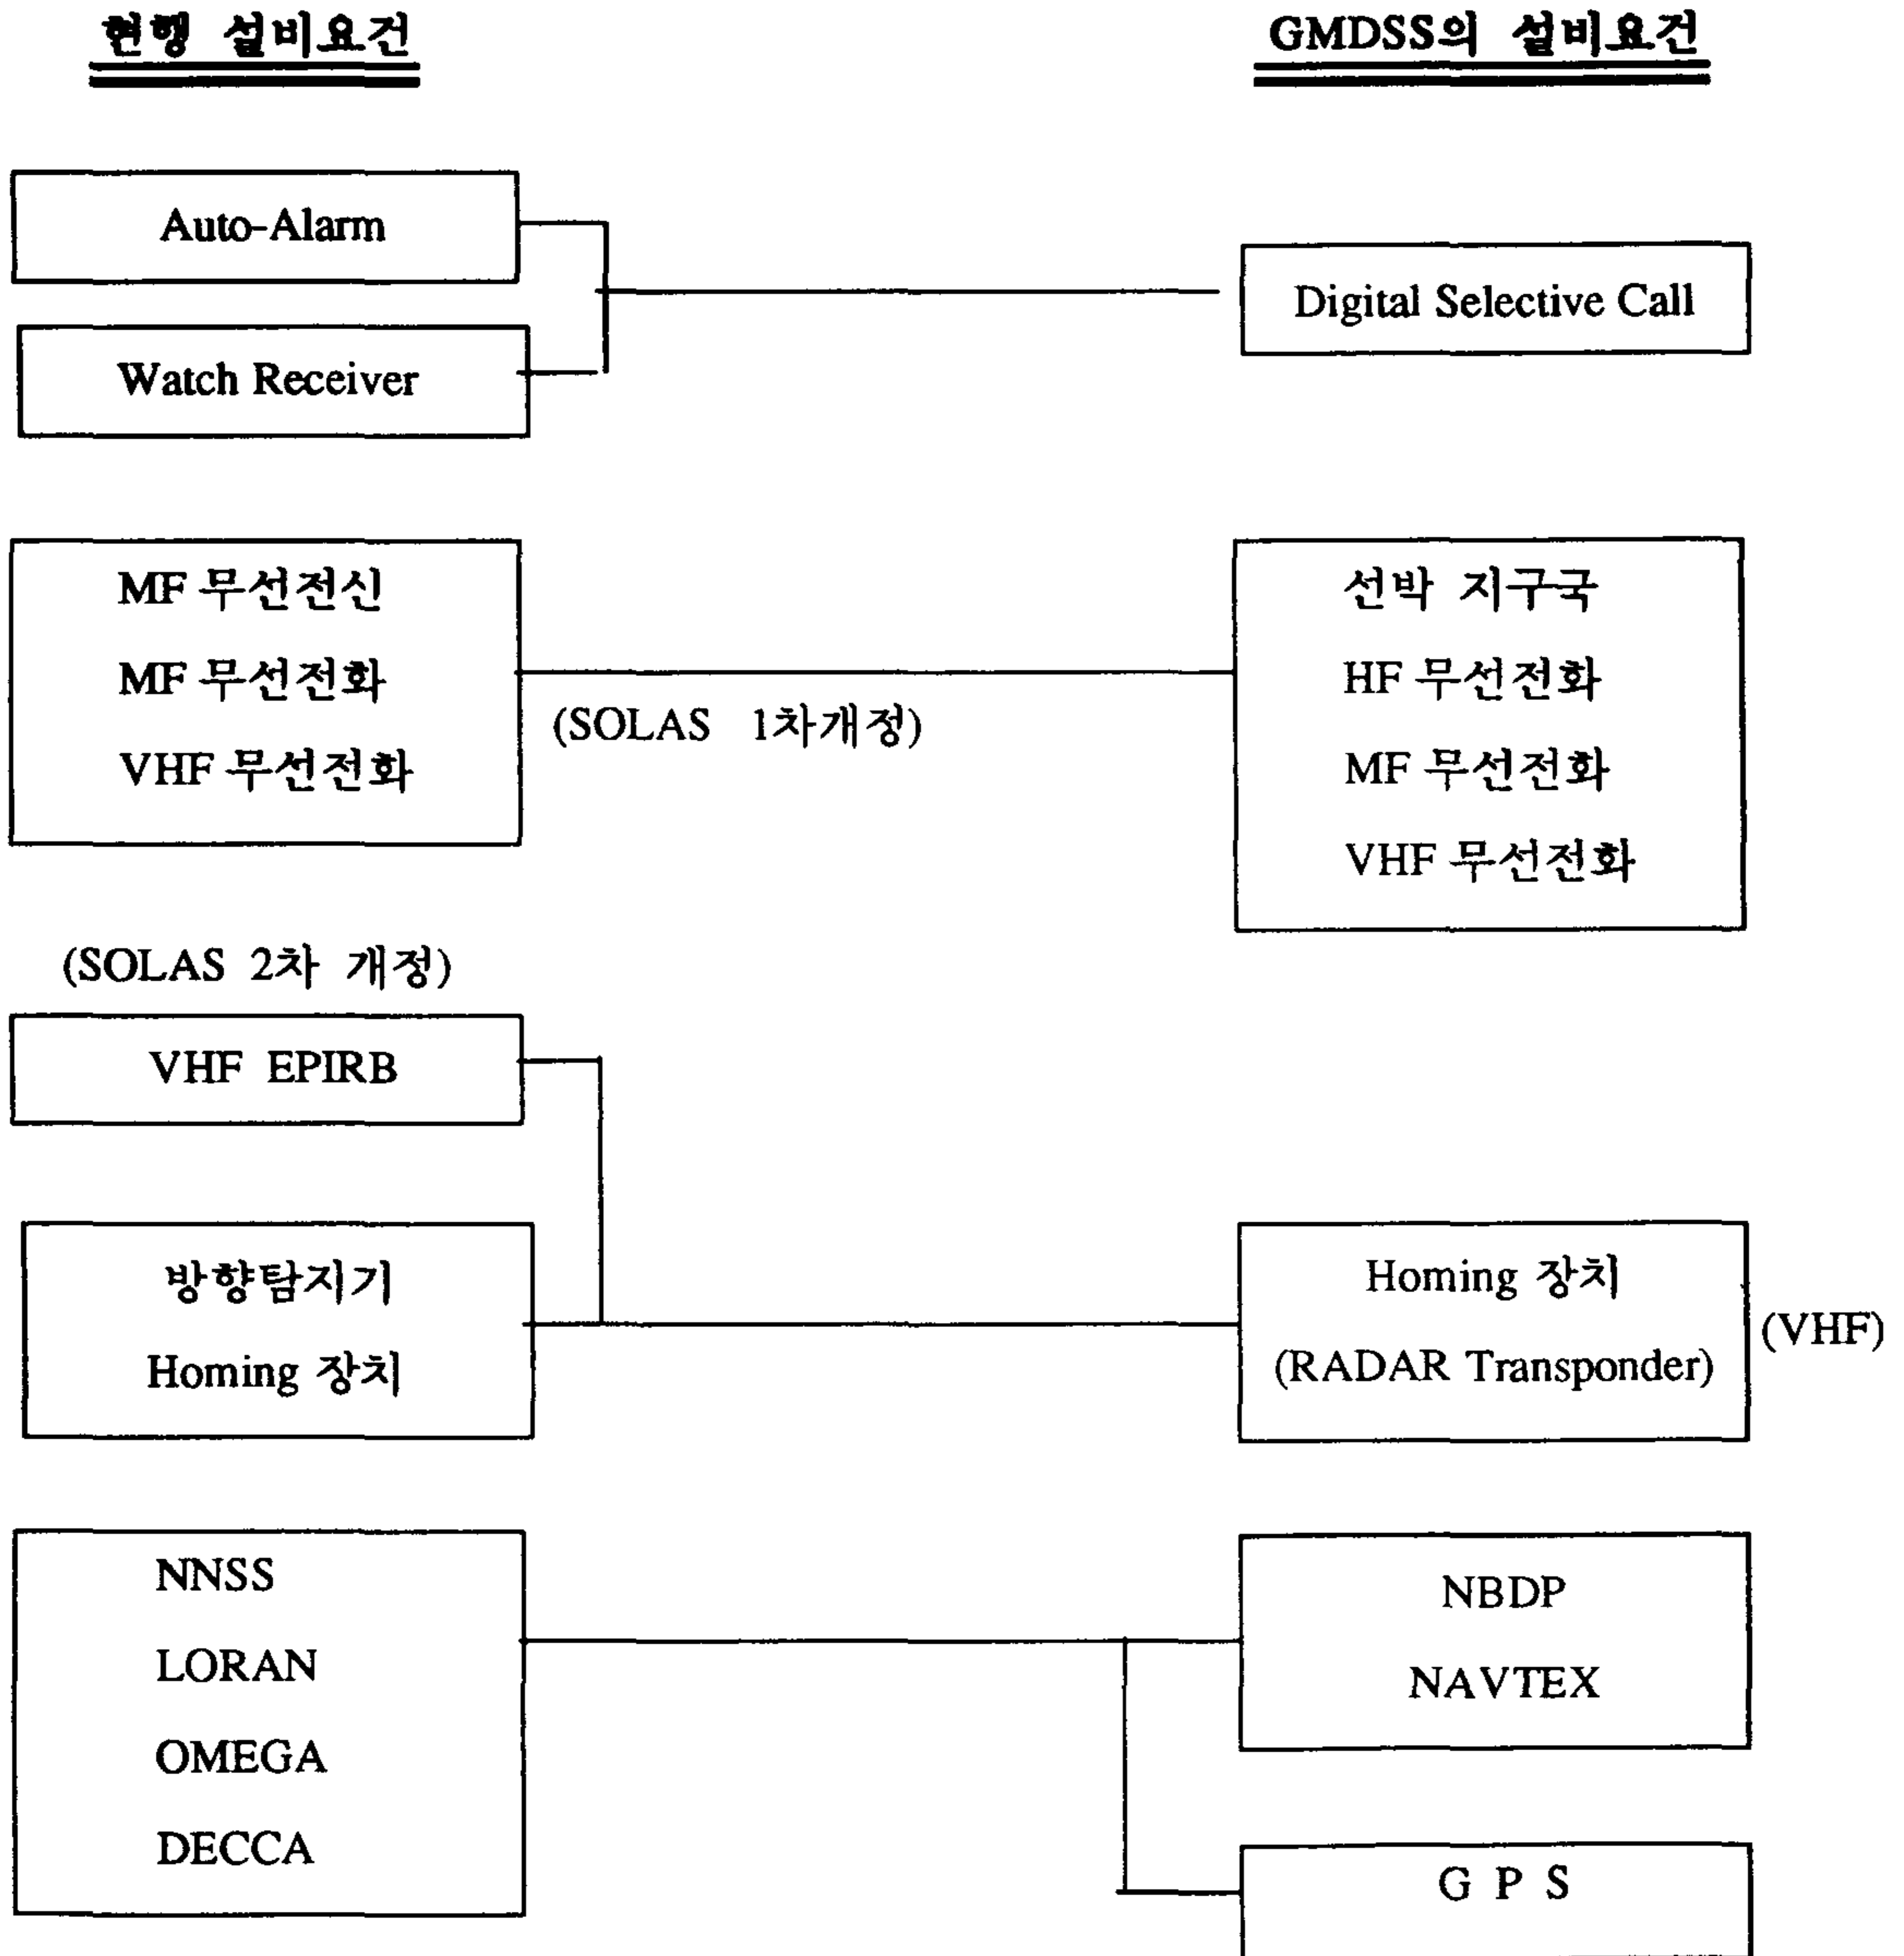 현행 설비요건
GMDSS의 설비요건
Auto-Alarm
Watch Receiver
Digital Selective Call
MF 무선전신
MF 무선전화
VHF 무선전화
(SOLAS 1차개정)
선박 지구국
HF 무선전화
MF 무선전화
VHF 무선전화
(SOLAS 2차 개정)
VHF EPIRB
방향탐지기
Homing 장치
Homing 장치
(RADAR Transponder)
(VHF)
NNSS
LORAN
OMEGA
DECCA
NBDP
NAVTEX
G P S